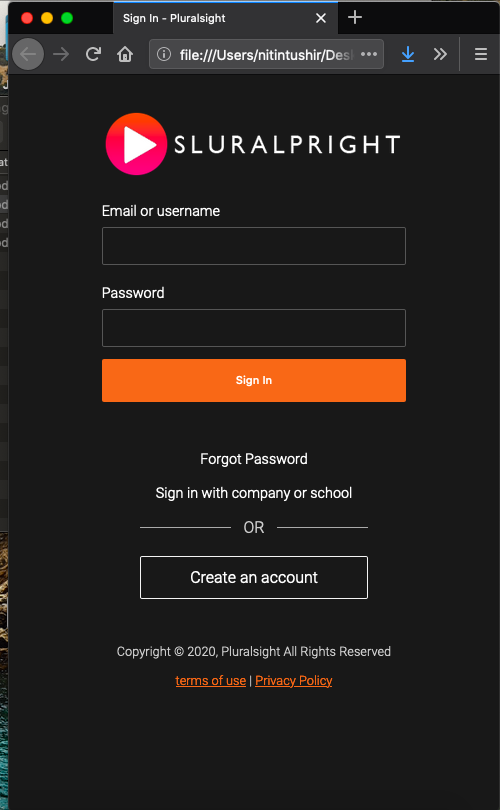 Sign In - Pluralsight
file:///Users/nitintushir/Des
SLURALPRIGHT
Email or username
Password
Sign In
Forgot Password
Sign in with company or school
OR
Create an account
Copyright © 2020, Pluralsight All Rights Reserved
terms of use | Privacy Policy